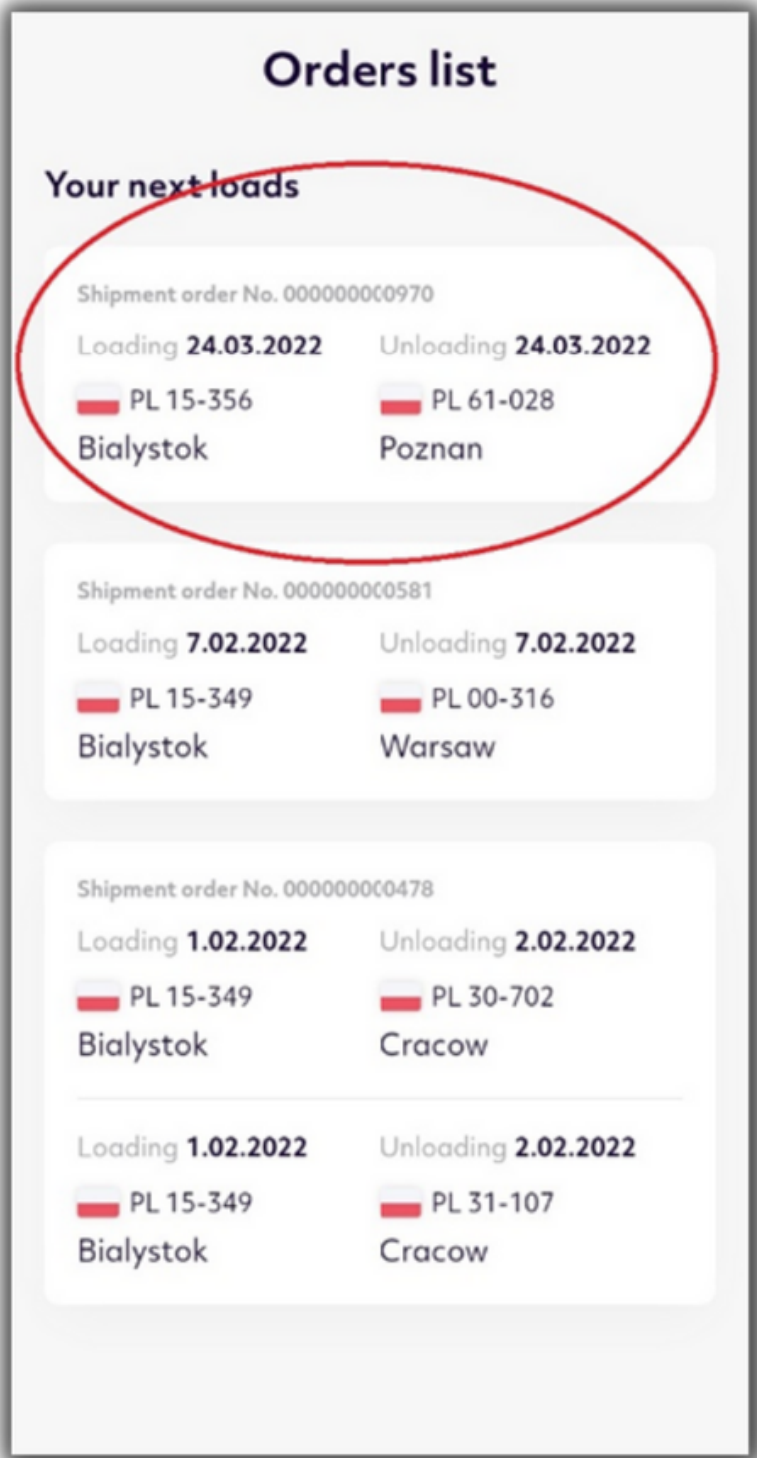 Orders list
Your next loads
Shipment order No. 000000000970
Loading 24.03.2022 Unloading 24.03.2022
PL 15-356 PL 61-028
Bialystok Poznan
Shipment order No. 000000000581
Loading 7.02.2022 Unloading 7.02.2022
PL 15-349 PL 00-316
Bialystok Warsaw
Shipment order No. 000000000478
Loading 1.02.2022 Unloading 2.02.2022
PL 15-349 PL 30-702
Bialystok Cracow
Loading 1.02.2022 Unloading 2.02.2022
PL 15-349 PL 31-107
Bialystok Cracow